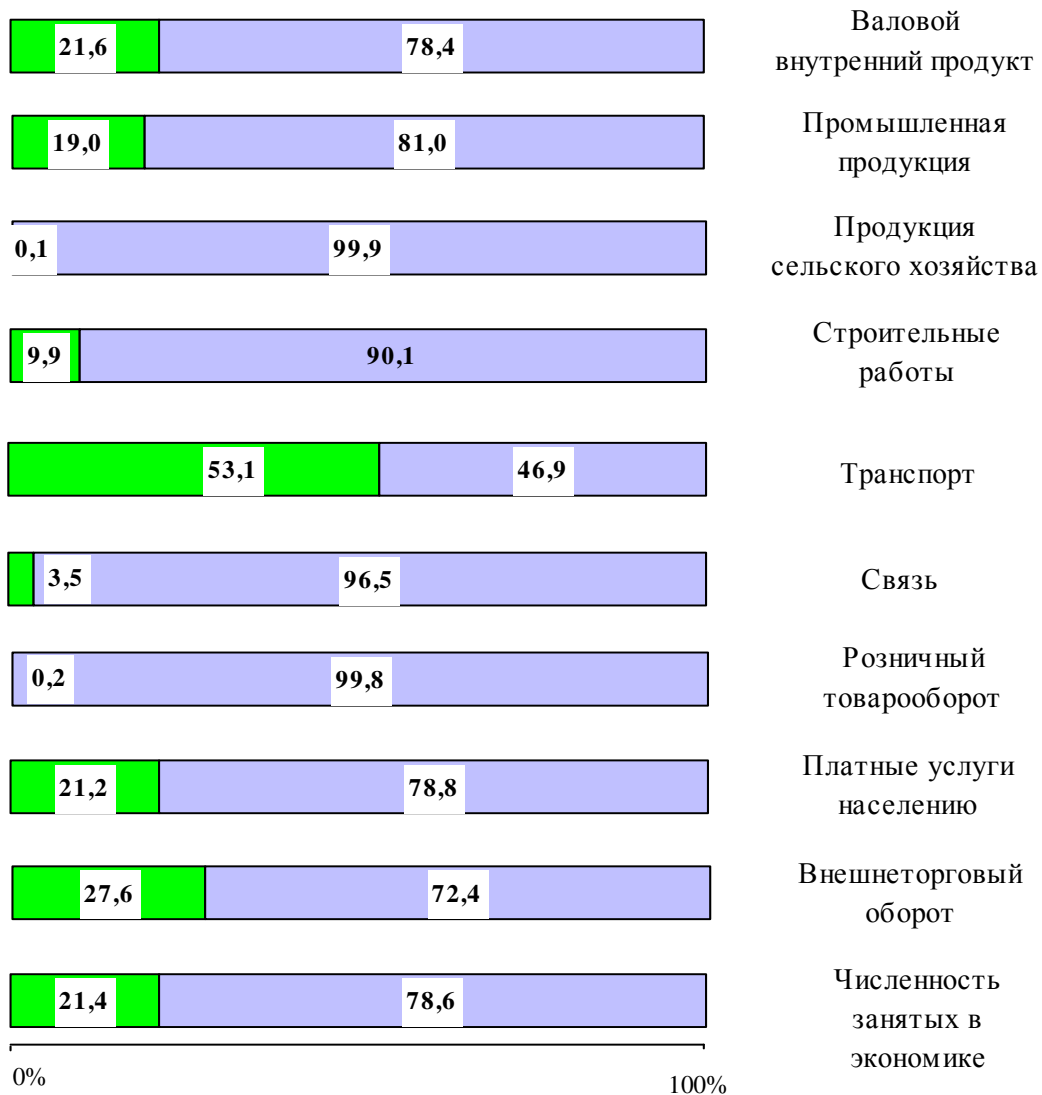 Валовой
21,6 78,4
внутренний продукт
Промышленная
19,0 81,0
продукция
Продукция
0,1 99,9
сельского хозяйства
Строительные
9,9 90,1
работы
53,1 46,9
Транспорт
3,5 96,5
Связь
Розничный
0,2 99,8
товарооборот
Платные услуги
21,2 78,8
населению
Внешнеторговый
27,6 72,4
оборот
Численность
21,4 78,6
занятых в
экономике
0% 100%